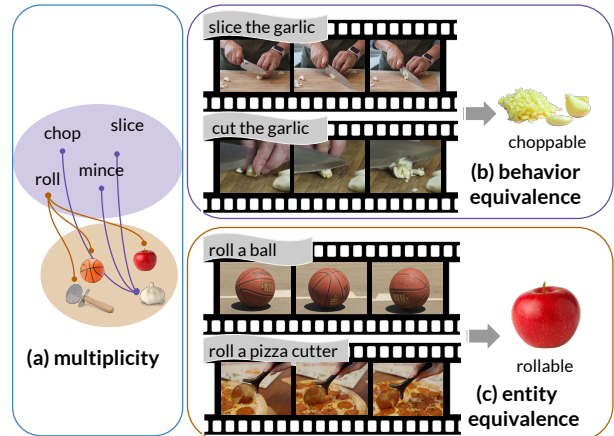 chop
slice
mince
roll
(a) multiplicity
slice the garlic
cut the garlic
choppable
(b) behavior
equivalence
roll a ball
roll a pizza cutter
rollable
(c) entity
equivalence